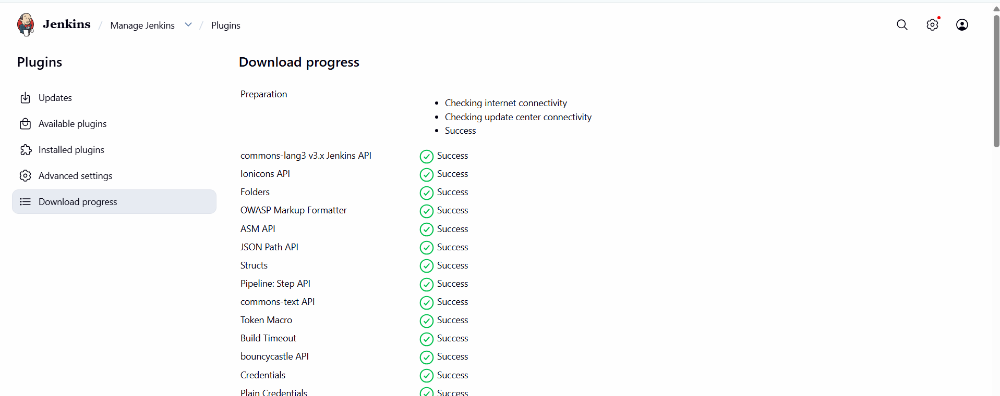 Jenkins / Manage Jenkins / Plugins
Plugins
Updates
Available plugins
Installed plugins
Advanced settings
Download progress
Download progress
Preparation
• Checking internet connectivity
• Checking update center connectivity
• Success
commons-lang3 v3.x Jenkins API Success
Ionicons API Success
Folders Success
OWASP Markup Formatter Success
ASM API Success
JSON Path API Success
Structs Success
Pipeline: Step API Success
commons-text API Success
Token Macro Success
Build Timeout Success
bouncycastle API Success
Credentials Success
Plain Credentials Success